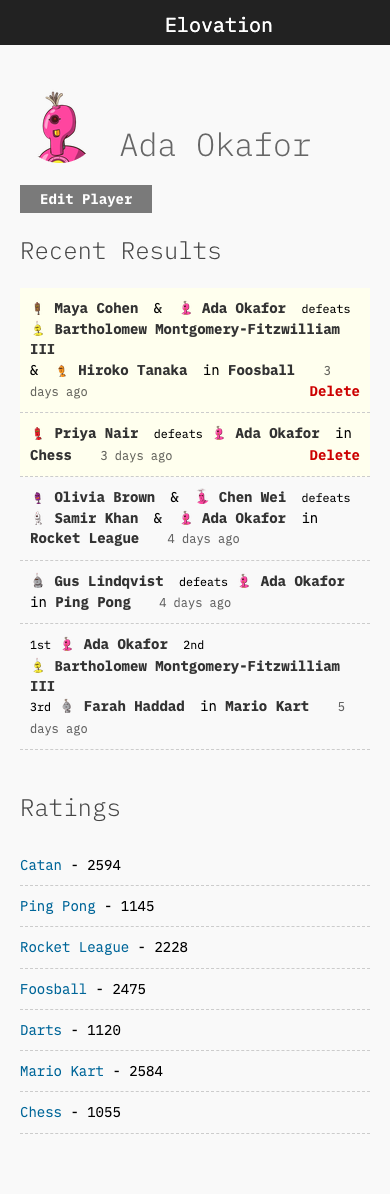 Elovation
Ada Okafor
Edit Player
Recent Results
Maya Cohen & Ada Okafor defeats
Bartholomew Montgomery-Fitzwilliam
III
& Hiroko Tanaka in Foosball 3
days ago Delete
Priya Nair defeats Ada Okafor in
Chess 3 days ago Delete
Olivia Brown & Chen Wei defeats
Samir Khan & Ada Okafor in
Rocket League 4 days ago
Gus Lindqvist defeats Ada Okafor
in Ping Pong 4 days ago
1st Ada Okafor 2nd
Bartholomew Montgomery-Fitzwilliam
III
3rd Farah Haddad in Mario Kart 5
days ago
Ratings
Catan - 2594
Ping Pong - 1145
Rocket League - 2228
Foosball - 2475
Darts - 1120
Mario Kart - 2584
Chess - 1055